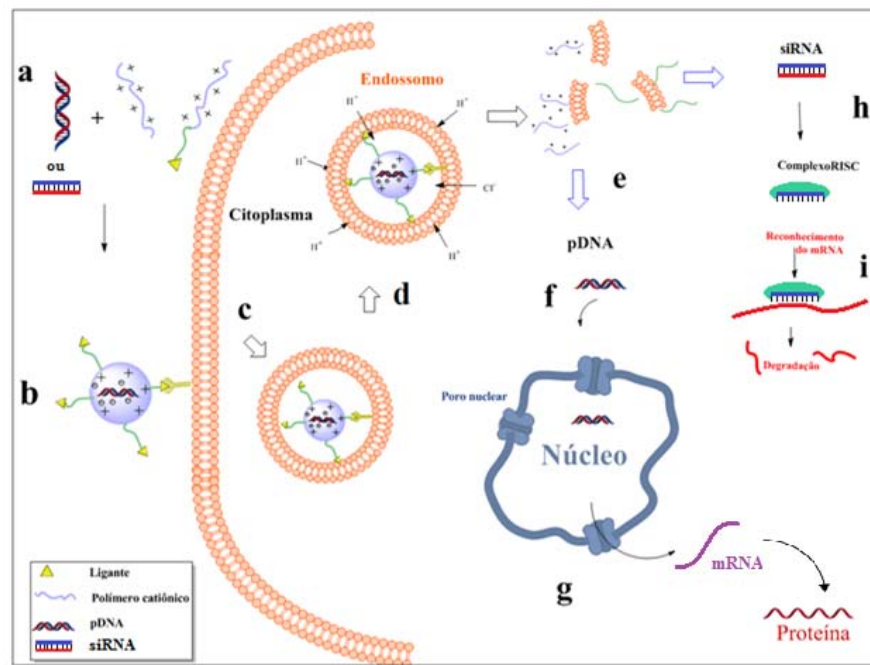 a
+
ou
b
c
Citoplasma
Endossomo
H⁺
H⁺
H⁺
H⁺
H⁺
Cl⁻
d
e
pDNA
f
Poro nuclear
Núcleo
g
mRNA
Proteína
siRNA
h
ComplexoRISC
Reconhecimento
do mRNA
i
Degradação
Ligante
Polímero catiônico
pDNA
siRNA